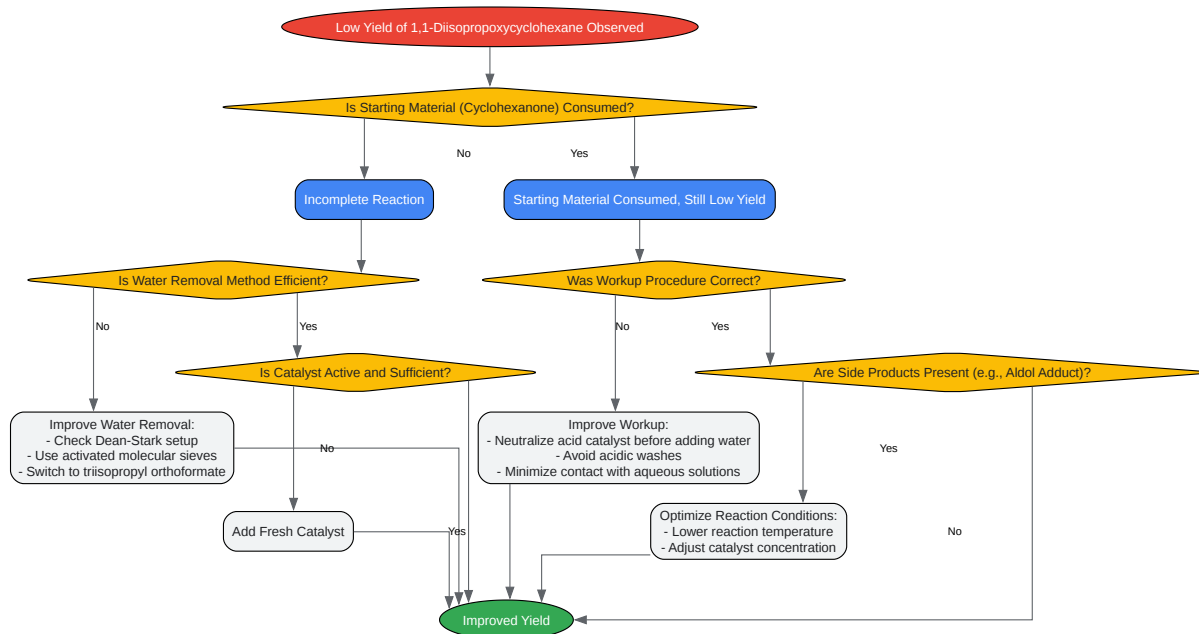 Low Yield of 1,1-Diisopropoxycyclohexane Observed
Is Starting Material (Cyclohexanone) Consumed?
No
Yes
Incomplete Reaction
Starting Material Consumed, Still Low Yield
Is Water Removal Method Efficient?
Was Workup Procedure Correct?
No
Yes
No
Yes
Is Catalyst Active and Sufficient?
Are Side Products Present (e.g., Aldol Adduct)?
Improve Water Removal:
- Check Dean-Stark setup
- Use activated molecular sieves
- Switch to triisopropyl orthoformate
No
Improve Workup:
- Neutralize acid catalyst before adding water
- Avoid acidic washes
- Minimize contact with aqueous solutions
Yes
Add Fresh Catalyst
Yes
Optimize Reaction Conditions:
- Lower reaction temperature
- Adjust catalyst concentration
No
Improved Yield